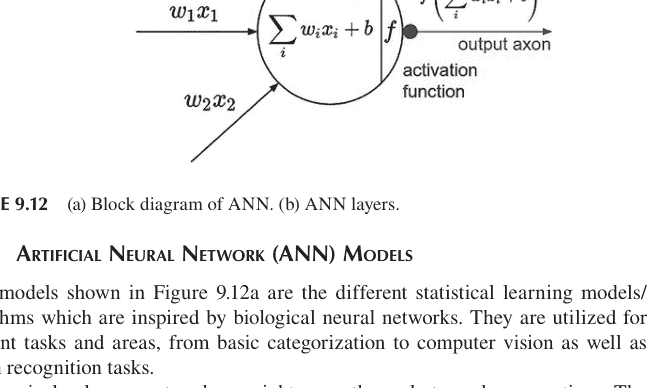 w₁x₁
∑ᵢ wᵢxᵢ + b f
output axon
activation
function
w₂x₂
E 9.12 (a) Block diagram of ANN. (b) ANN layers.
ARTIFICIAL NEURAL NETWORK (ANN) MODELS
models shown in Figure 9.12a are the different statistical learning models/
hms which are inspired by biological neural networks. They are utilized for
nt tasks and areas, from basic categorization to computer vision as well as
recognition tasks.